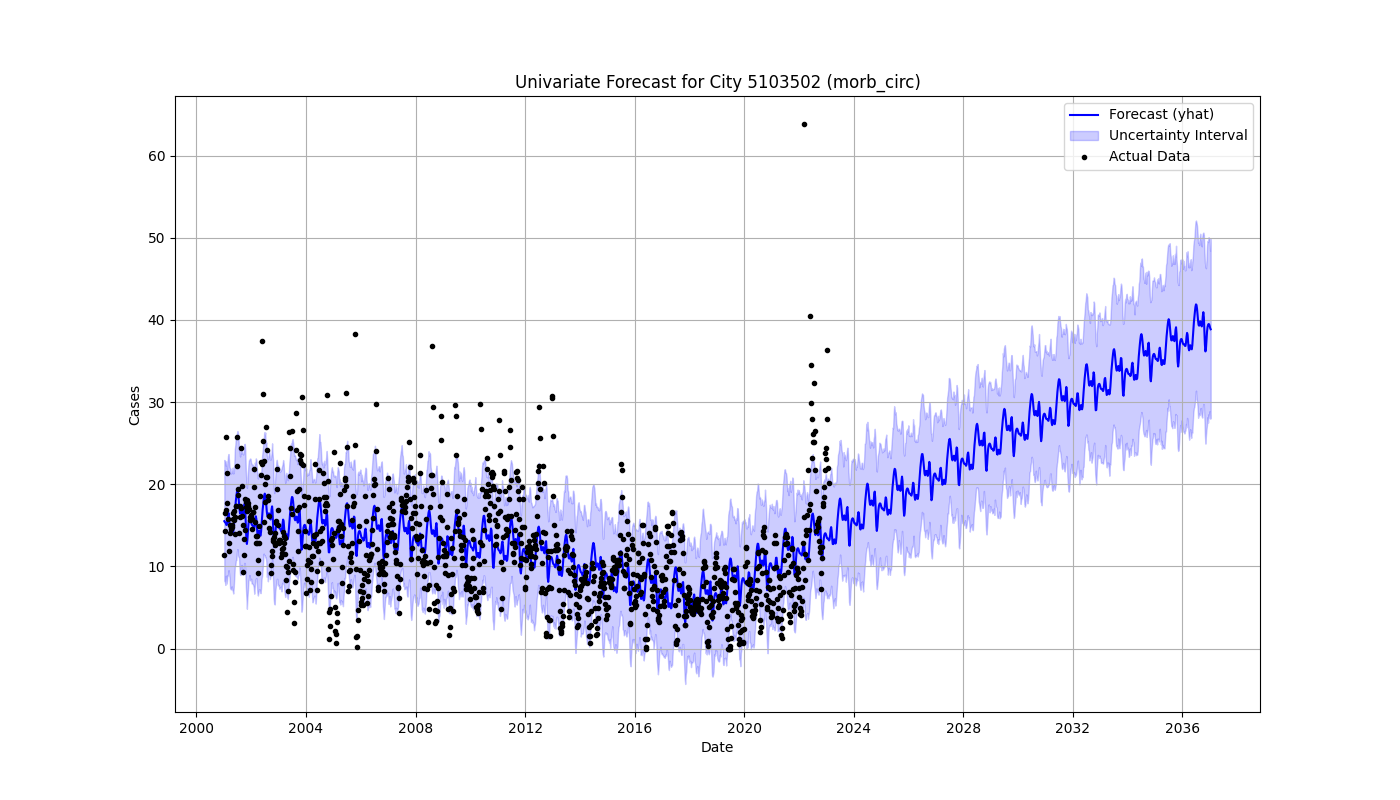 Univariate Forecast for City 5103502 (morb_circ)
Forecast (yhat)
Uncertainty Interval
Actual Data
Cases
60
50
40
30
20
10
0
2000 2004 2008 2012 2016 2020 2024 2028 2032 2036
Date